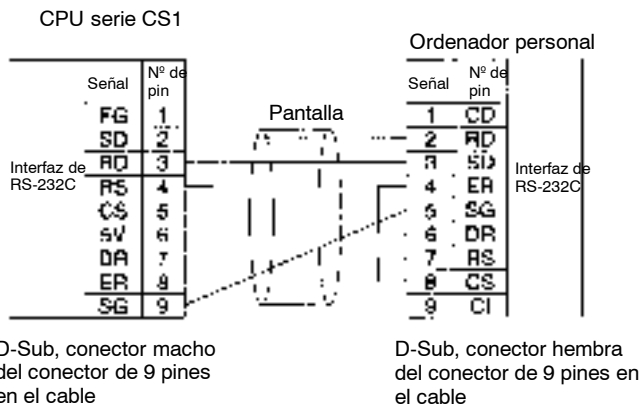 CPU serie CS1
Ordenador personal
Señal Nº de pin
FG 1
SD 2
RD 3
RS 4
CS 5
5V 6
DR 7
ER 8
SG 9
Interfaz de
RS-232C
Pantalla
Señal Nº de pin
1 CD
2 RD
3 SD
4 ER
5 SG
6 DR
7 RS
8 CS
9 CI
Interfaz de
RS-232C
D-Sub, conector macho
del conector de 9 pines
en el cable
D-Sub, conector hembra
del conector de 9 pines en
el cable